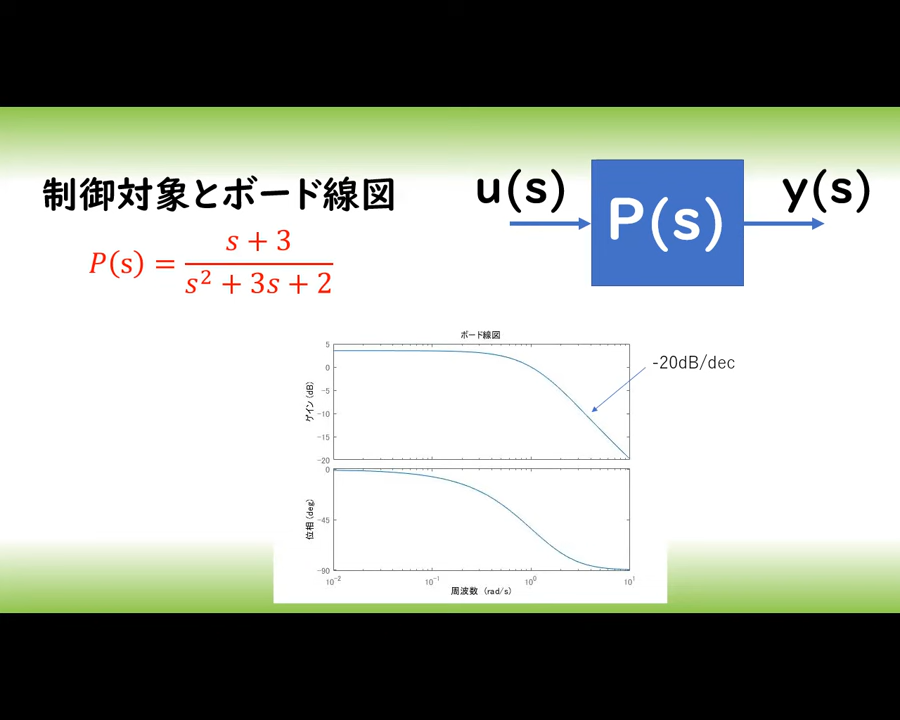 制御対象とボード線図
P(s) = (s + 3) / (s² + 3s + 2)
u(s)
P(s)
y(s)
ボード線図
-20dB/dec
ゲイン (dB)
5
0
-5
-10
-15
-20
位相 (deg)
0
-45
-90
10⁻²
10⁻¹
10⁰
10¹
周波数 (rad/s)